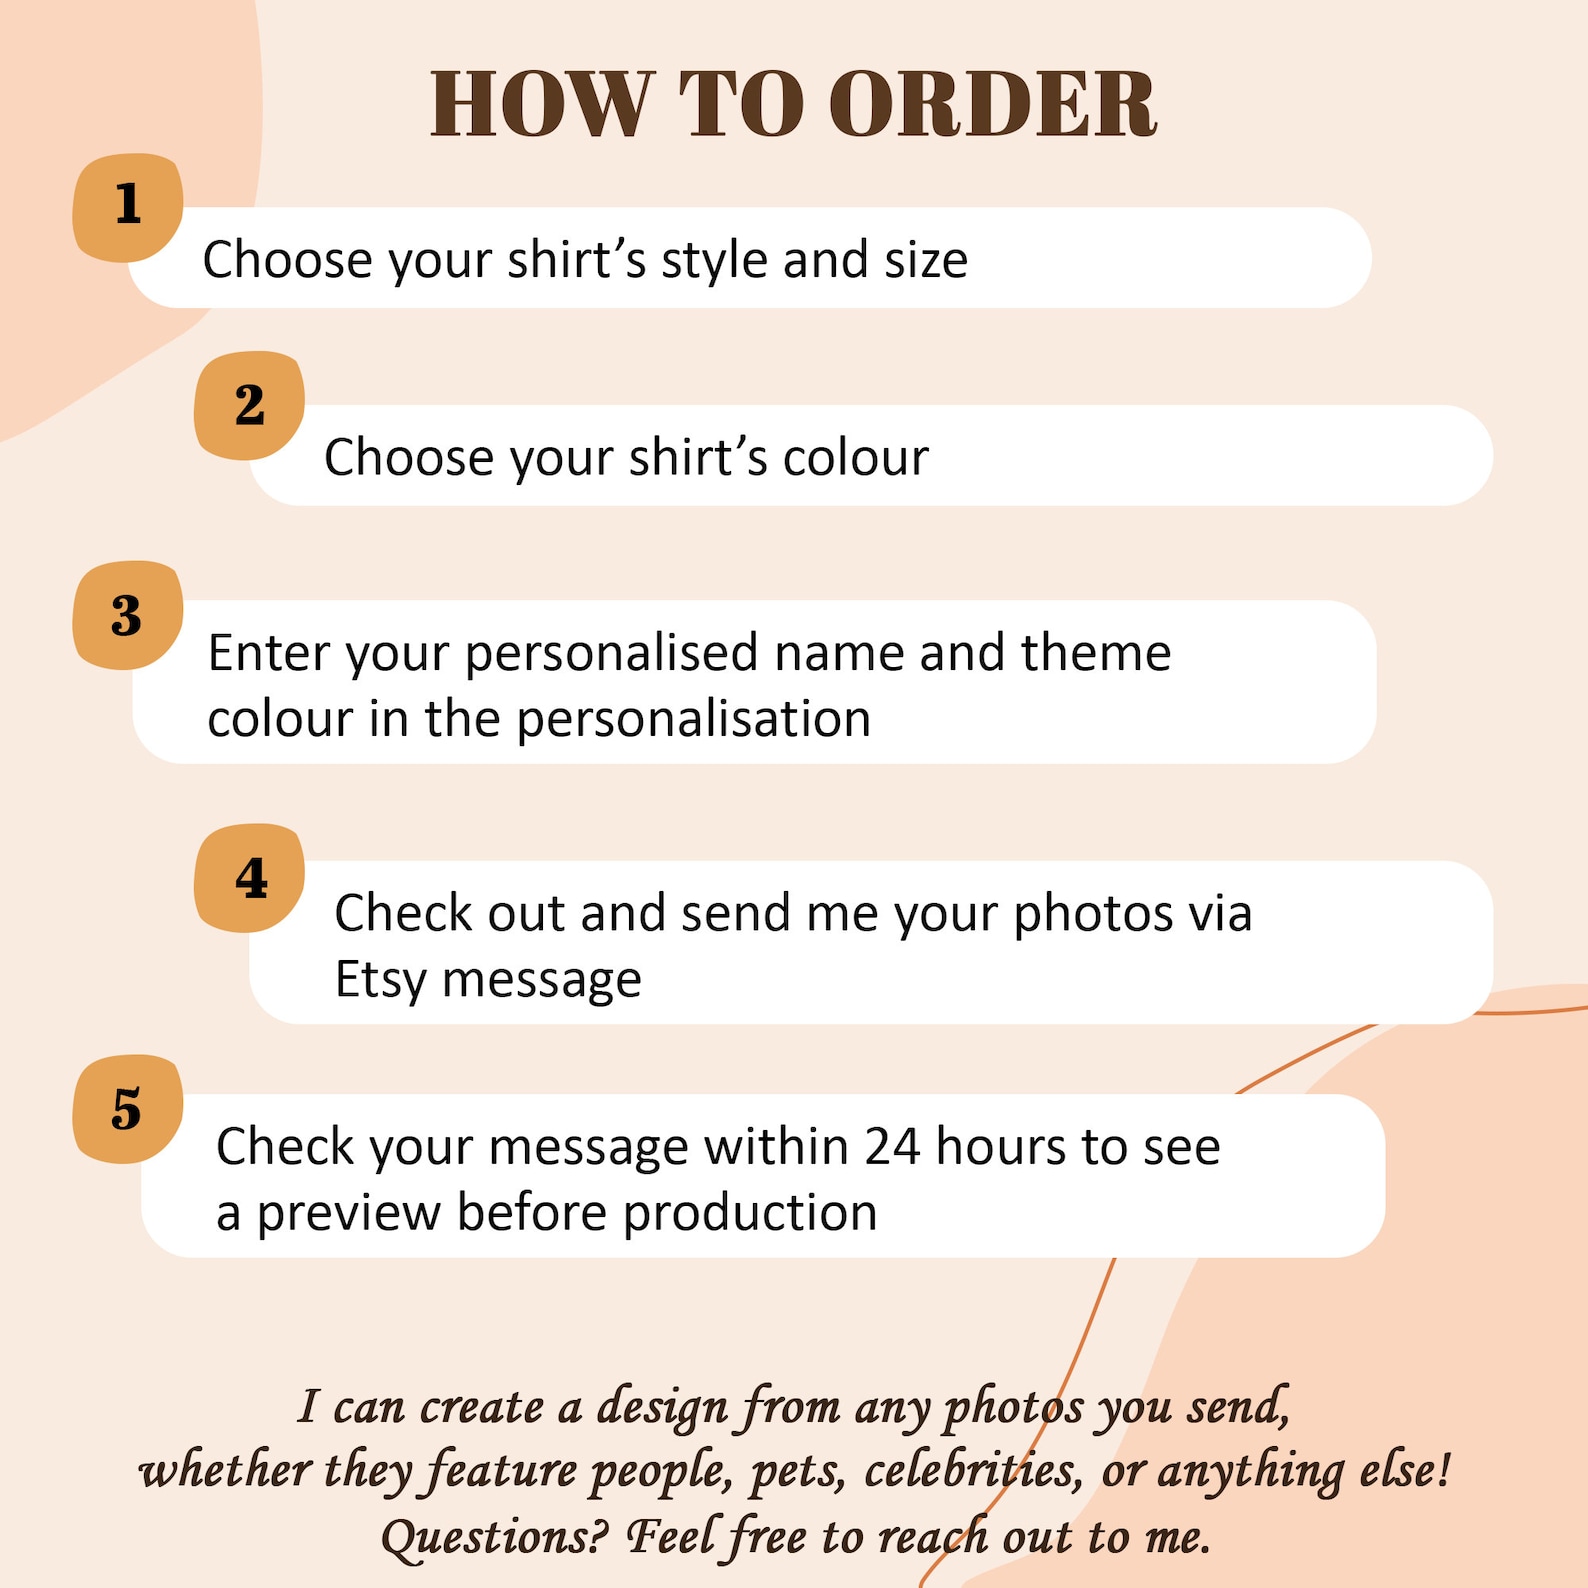 HOW TO ORDER
1
Choose your shirt’s style and size
2
Choose your shirt’s colour
3
Enter your personalised name and theme
colour in the personalisation
4
Check out and send me your photos via
Etsy message
5
Check your message within 24 hours to see
a preview before production
I can create a design from any photos you send,
whether they feature people, pets, celebrities, or anything else!
Questions? Feel free to reach out to me.